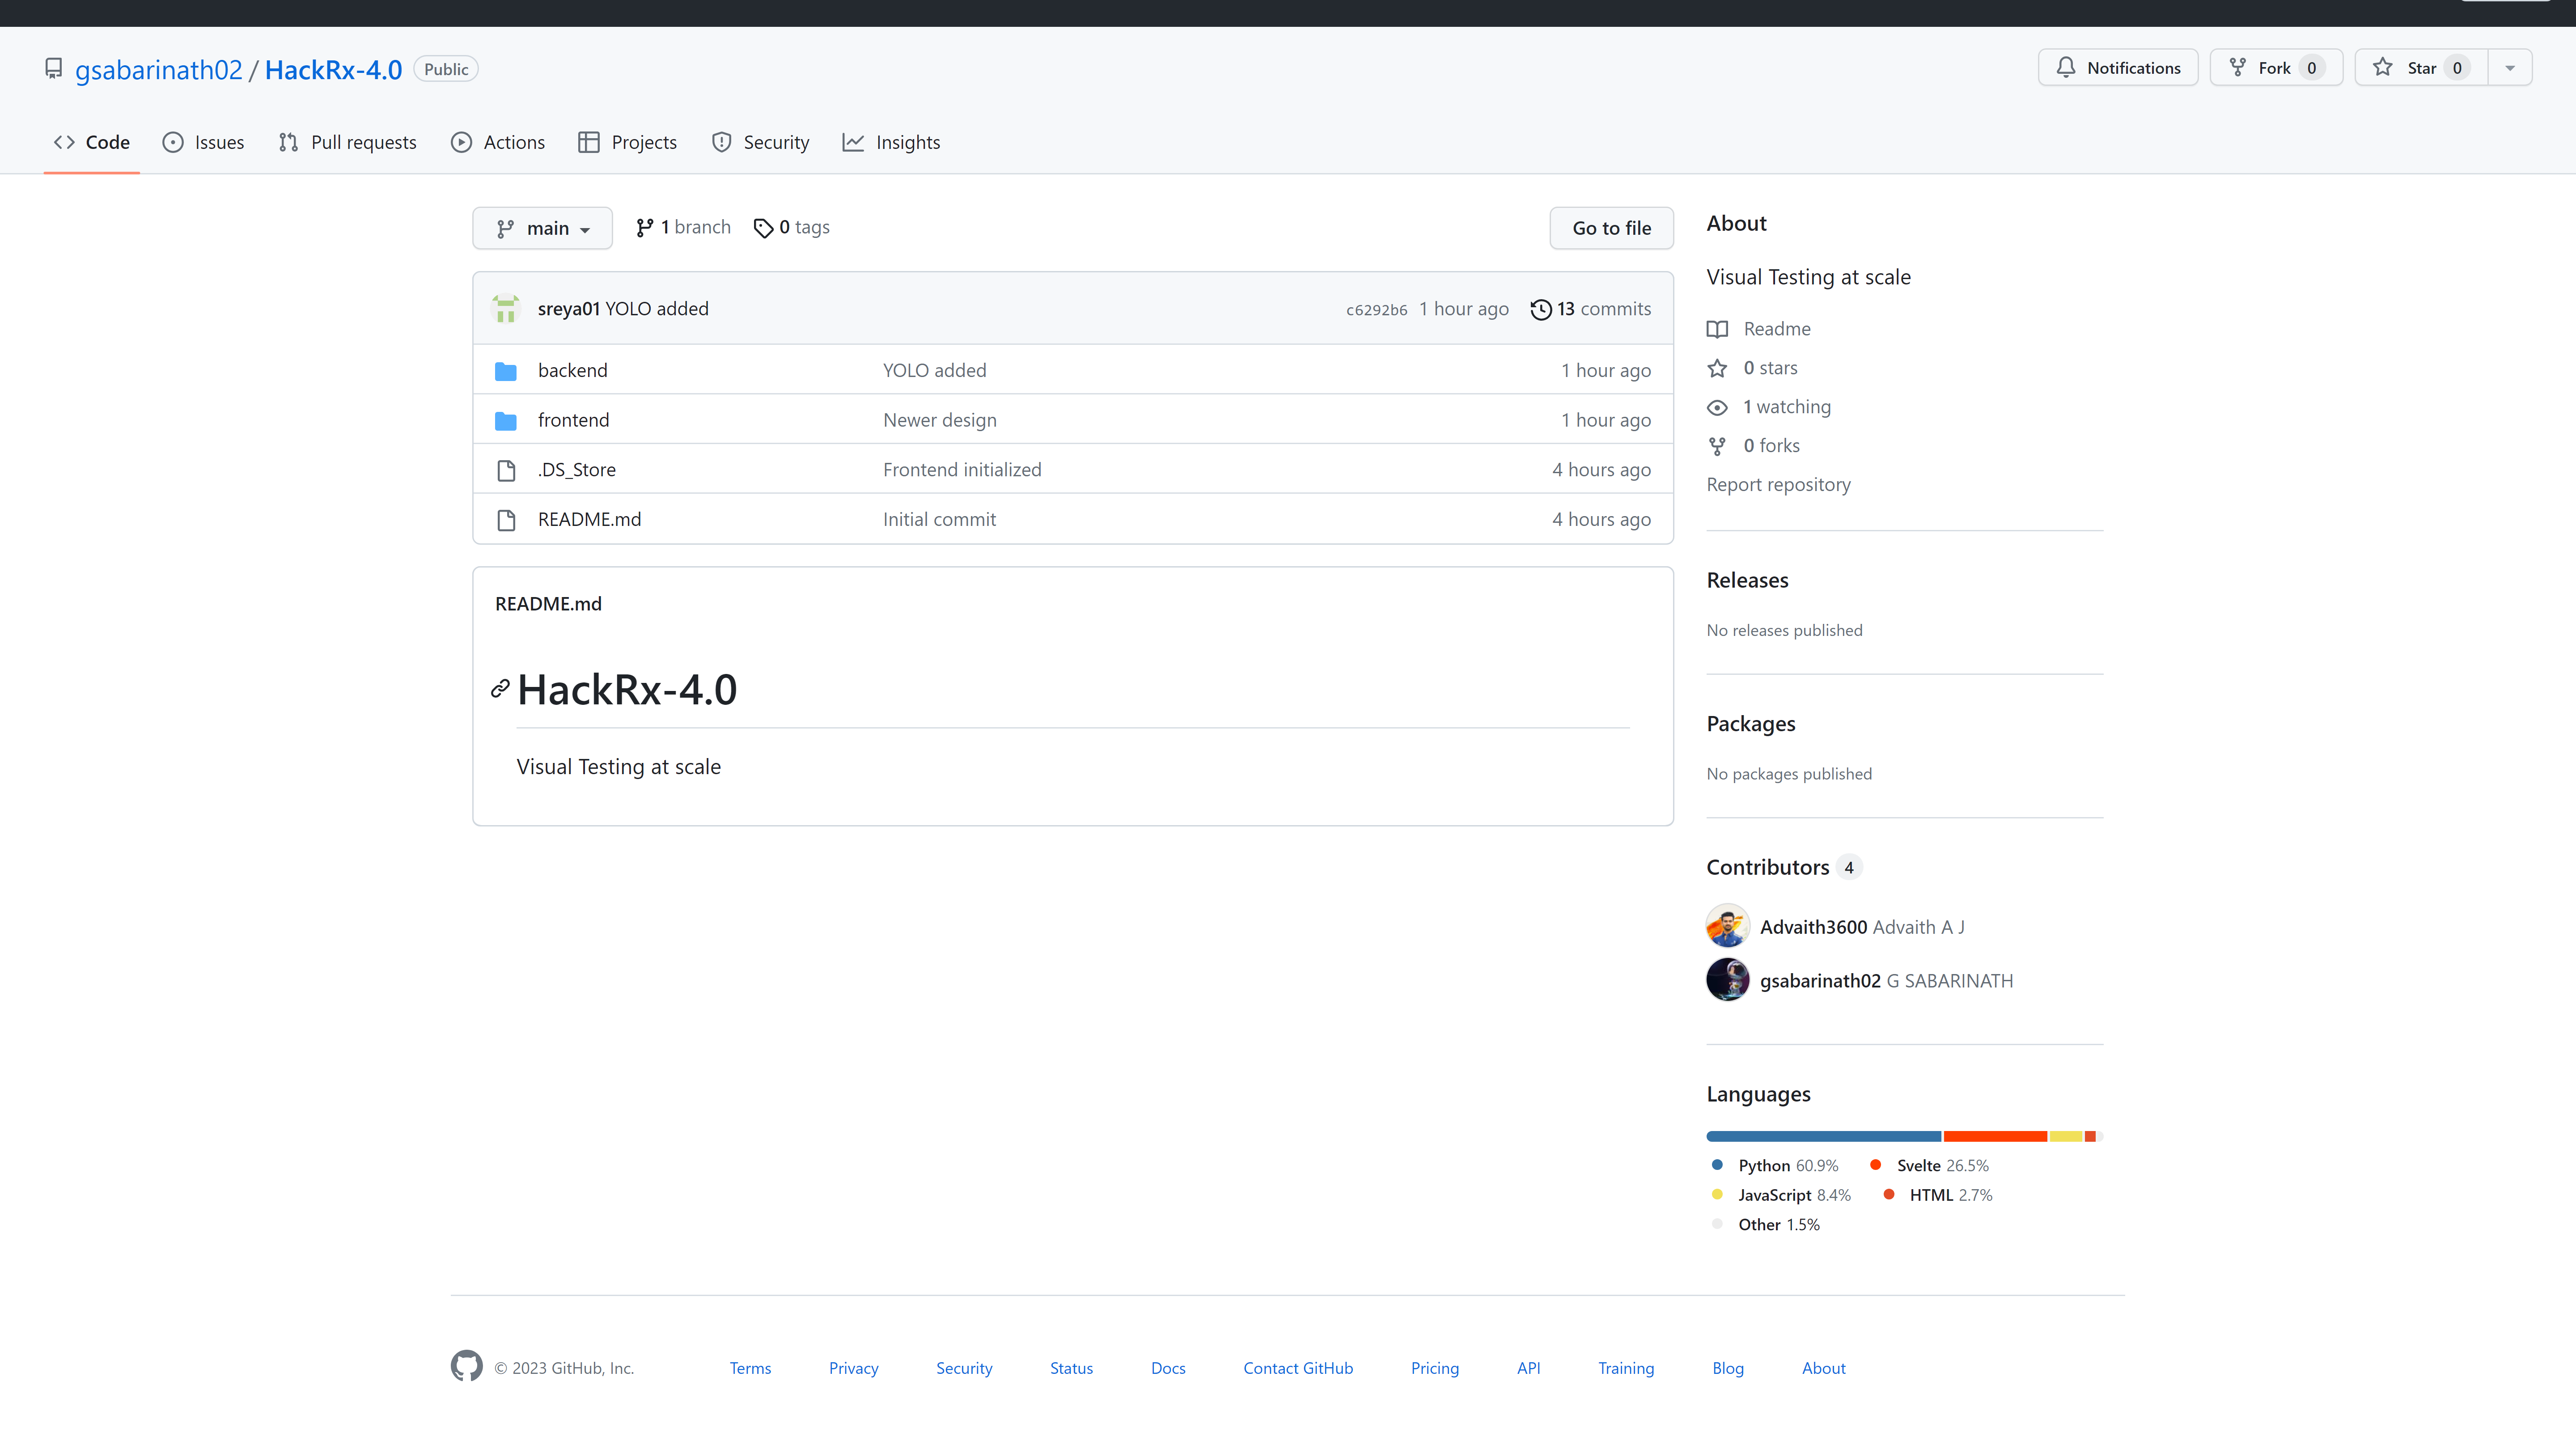 gsabarinath02 / HackRx-4.0 Public
Notifications Fork 0 Star 0
Code Issues Pull requests Actions Projects Security Insights
main 1 branch 0 tags Go to file
sreya01 YOLO added c6292b6 1 hour ago 13 commits
backend YOLO added 1 hour ago
frontend Newer design 1 hour ago
.DS_Store Frontend initialized 4 hours ago
README.md Initial commit 4 hours ago
README.md
HackRx-4.0
Visual Testing at scale
About
Visual Testing at scale
Readme
0 stars
1 watching
0 forks
Report repository
Releases
No releases published
Packages
No packages published
Contributors 4
Advaith3600 Advaith A J
gsabarinath02 G SABARINATH
Languages
Python 60.9% Svelte 26.5%
JavaScript 8.4% HTML 2.7%
Other 1.5%
© 2023 GitHub, Inc. Terms Privacy Security Status Docs Contact GitHub Pricing API Training Blog About